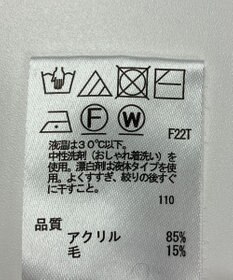 F W
F22T
液温は30℃以下。
中性洗剤(おしゃれ着洗い)を
使用。漂白剤は液体タイプを使
用。よくすすぎ、絞りの後すぐ
に干すこと。
110
品質
アクリル 85%
毛 15%